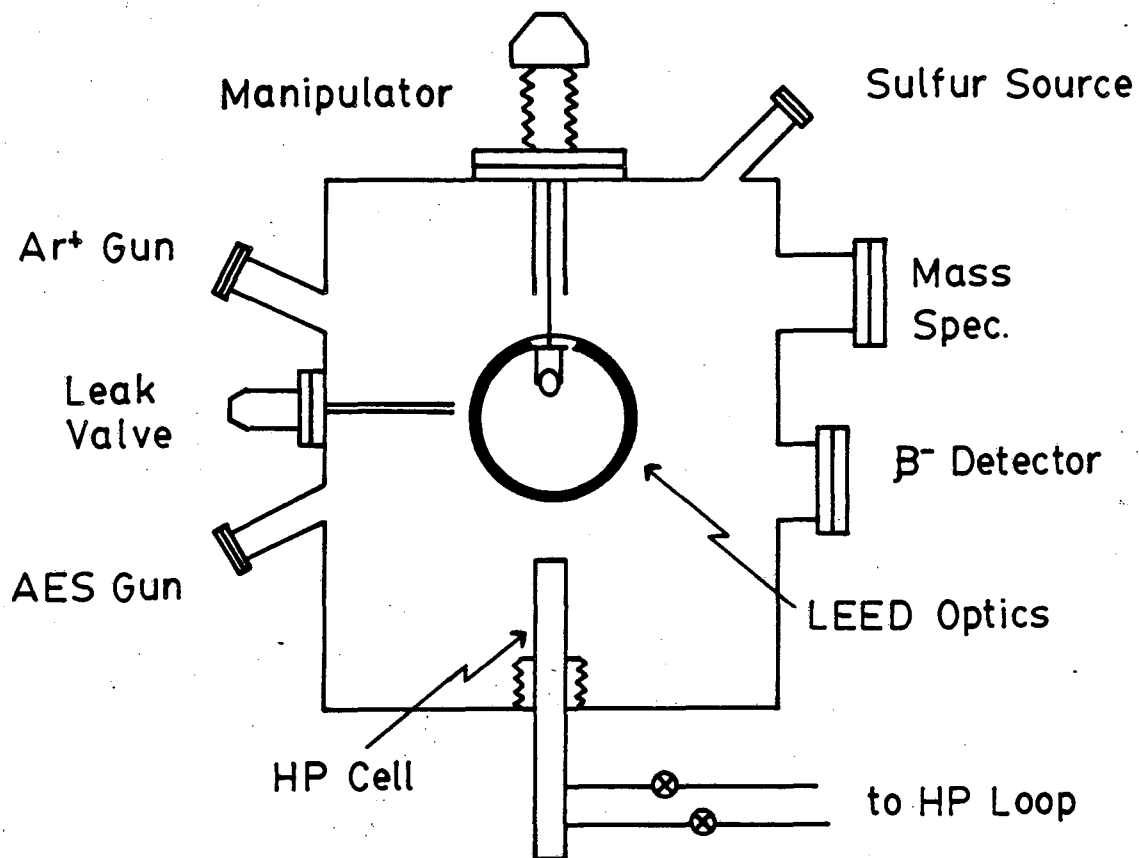 Manipulator
Sulfur Source
Ar⁺ Gun
Mass
Spec.
Leak
Valve
β⁻ Detector
AES Gun
LEED Optics
HP Cell
to HP Loop